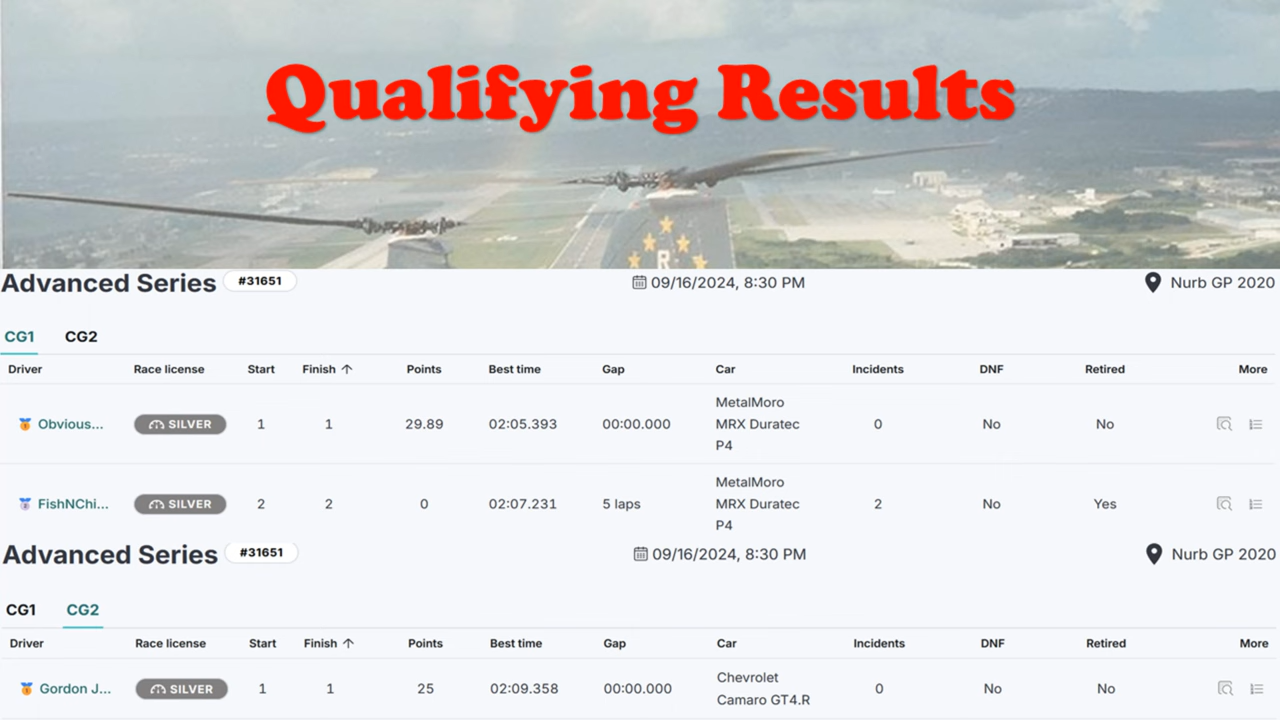 Qualifying Results
R
Advanced Series #31651 09/16/2024, 8:30 PM Nurb GP 2020
CG1 CG2
Driver Race license Start Finish ↑ Points Best time Gap Car Incidents DNF Retired More
Obvious... SILVER 1 1 29.89 02:05.393 00:00.000 MetalMoro MRX Duratec P4 0 No No
FishNChi... SILVER 2 2 0 02:07.231 5 laps MetalMoro MRX Duratec P4 2 No Yes
Advanced Series #31651 09/16/2024, 8:30 PM Nurb GP 2020
CG1 CG2
Driver Race license Start Finish ↑ Points Best time Gap Car Incidents DNF Retired More
Gordon J... SILVER 1 1 25 02:09.358 00:00.000 Chevrolet Camaro GT4.R 0 No No